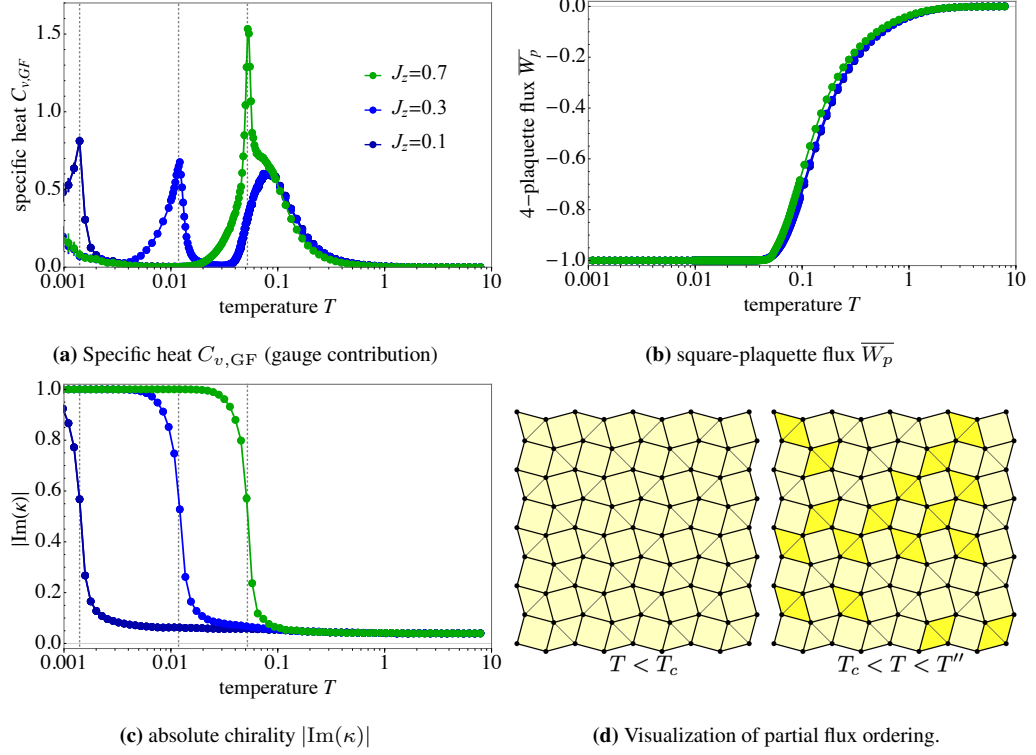 specific heat C_{v,GF}
1.5
1.0
0.5
0.0
0.001 0.01 0.1 1 10
temperature T
J_z=0.7
J_z=0.3
J_z=0.1
(a) Specific heat C_{v,GF} (gauge contribution)
4−plaquette flux \overline{W_p}
0.0
−0.2
−0.4
−0.6
−0.8
−1.0
0.001 0.01 0.1 1 10
temperature T
(b) square-plaquette flux \overline{W_p}
|Im(κ)|
1.0
0.8
0.6
0.4
0.2
0.0
0.001 0.01 0.1 1 10
temperature T
(c) absolute chirality |Im(κ)|
T < T_c
T_c < T < T''
(d) Visualization of partial flux ordering.